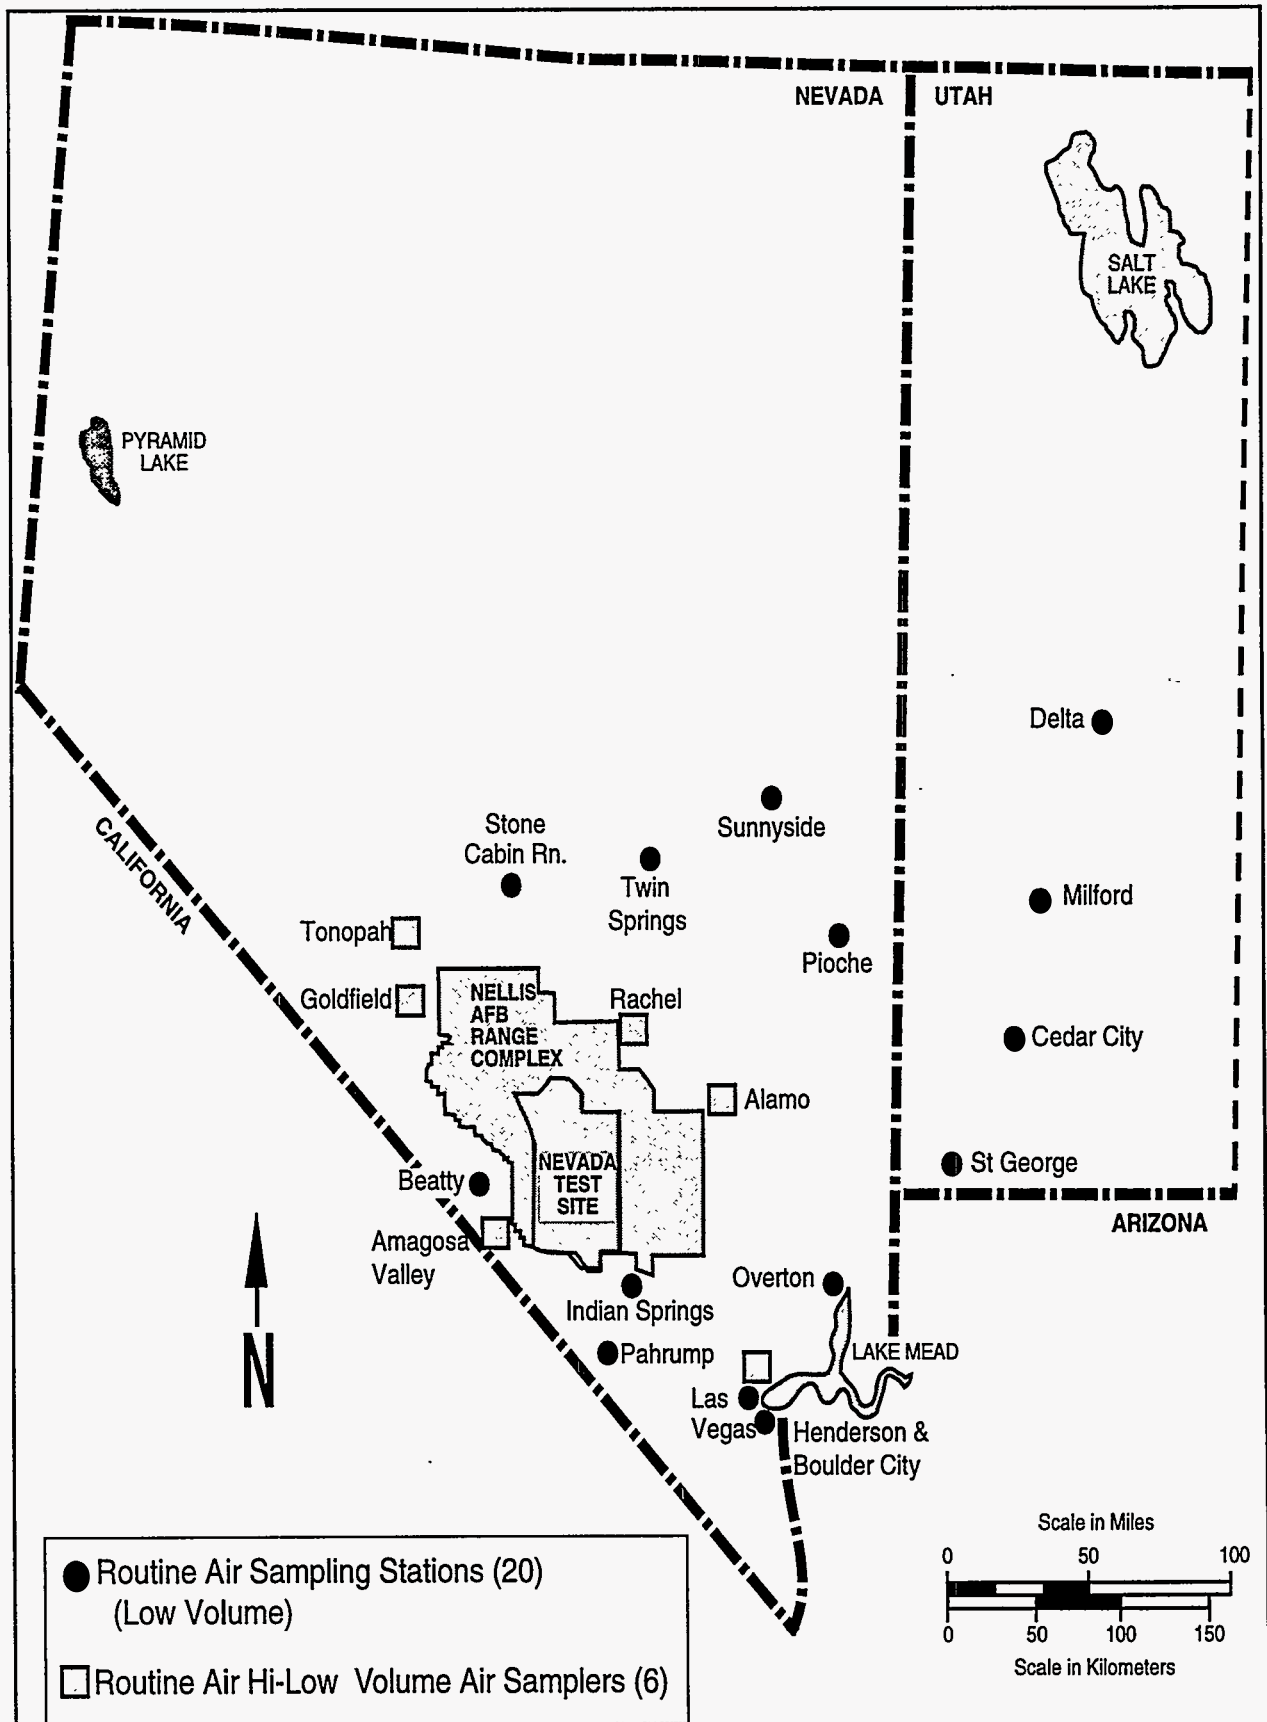 NEVADA
UTAH
SALT
LAKE
PYRAMID
LAKE
Delta
Sunnyside
Stone
Cabin Rn.
Twin
Springs
CALIFORNIA
Milford
Tonopah
Pioche
Goldfield
NELLIS
AFB
RANGE
COMPLEX
Rachel
Cedar City
Alamo
Beatty
NEVADA
TEST
SITE
St George
ARIZONA
Amagosa
Valley
Overton
Indian Springs
N
Pahrump
LAKE MEAD
Las
Vegas
Henderson &
Boulder City
Scale in Miles
0 50 100
0 50 100 150
Scale in Kilometers
Routine Air Sampling Stations (20)
(Low Volume)
Routine Air Hi-Low Volume Air Samplers (6)